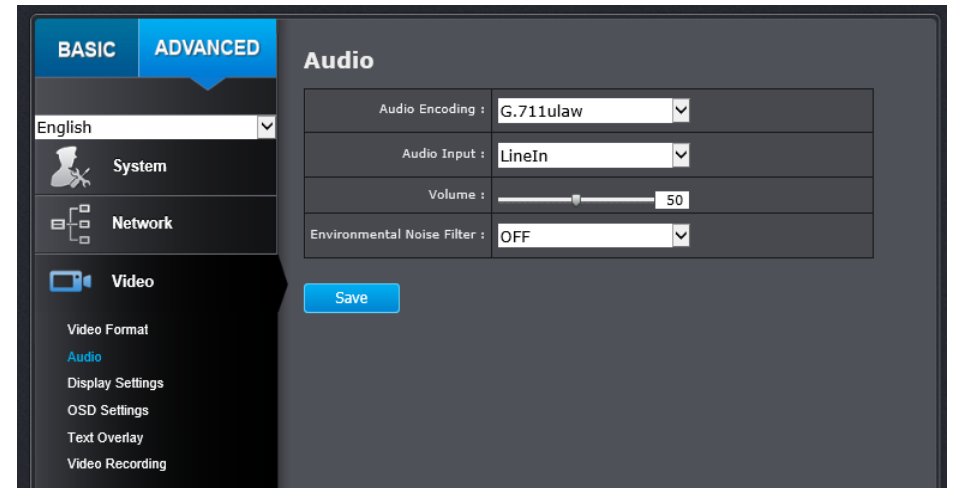 BASIC ADVANCED
English
System
Network
Video
Video Format
Audio
Display Settings
OSD Settings
Text Overlay
Video Recording
Audio
Audio Encoding : G.711ulaw
Audio Input : LineIn
Volume : 50
Environmental Noise Filter : OFF
Save